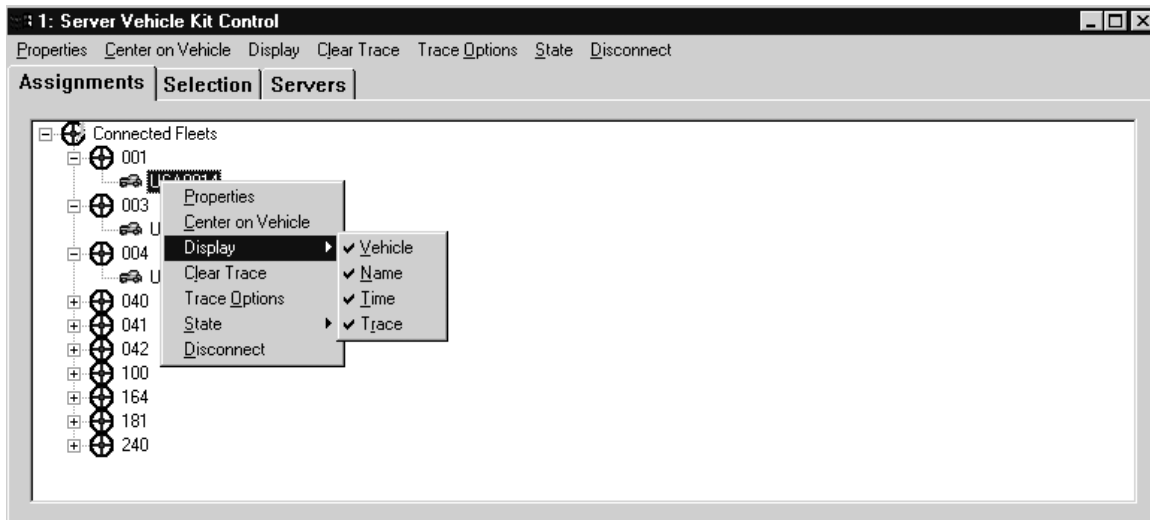 1: Server Vehicle Kit Control
Properties Center on Vehicle Display Clear Trace Trace Options State Disconnect
Assignments Selection Servers
Connected Fleets
001
USA0014
Properties
003
Center on Vehicle
U
Display
Vehicle
004
Clear Trace
Name
U
Trace Options
Time
040
State
Trace
041
Disconnect
042
100
164
181
240